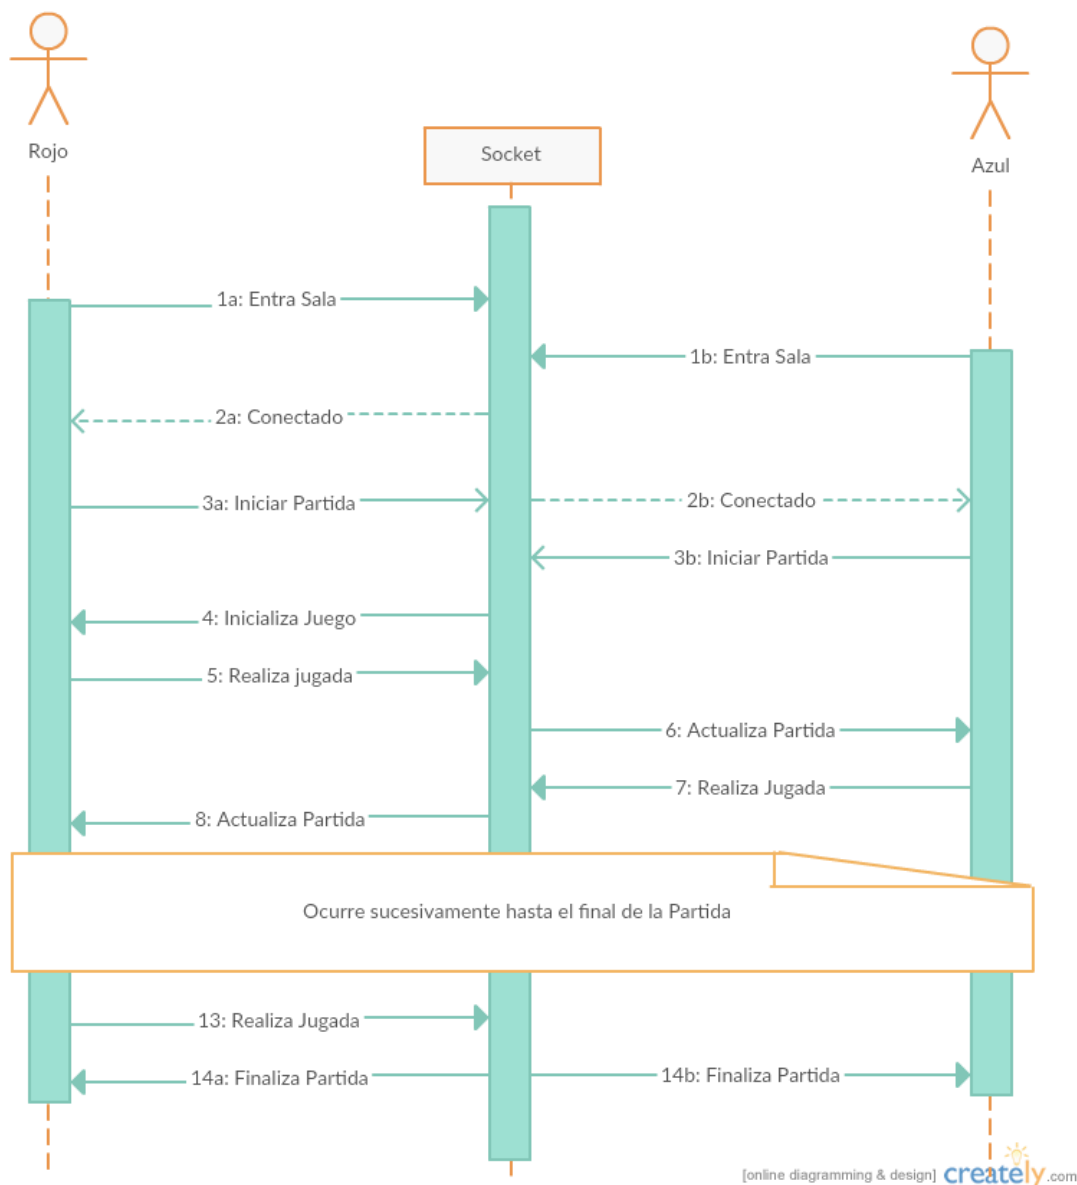 Rojo
Socket
Azul
1a: Entra Sala
1b: Entra Sala
2a: Conectado
3a: Iniciar Partida
2b: Conectado
3b: Iniciar Partida
4: Inicializa Juego
5: Realiza jugada
6: Actualiza Partida
7: Realiza Jugada
8: Actualiza Partida
Ocurre sucesivamente hasta el final de la Partida
13: Realiza Jugada
14a: Finaliza Partida
14b: Finaliza Partida
[online diagramming & design] creately.com